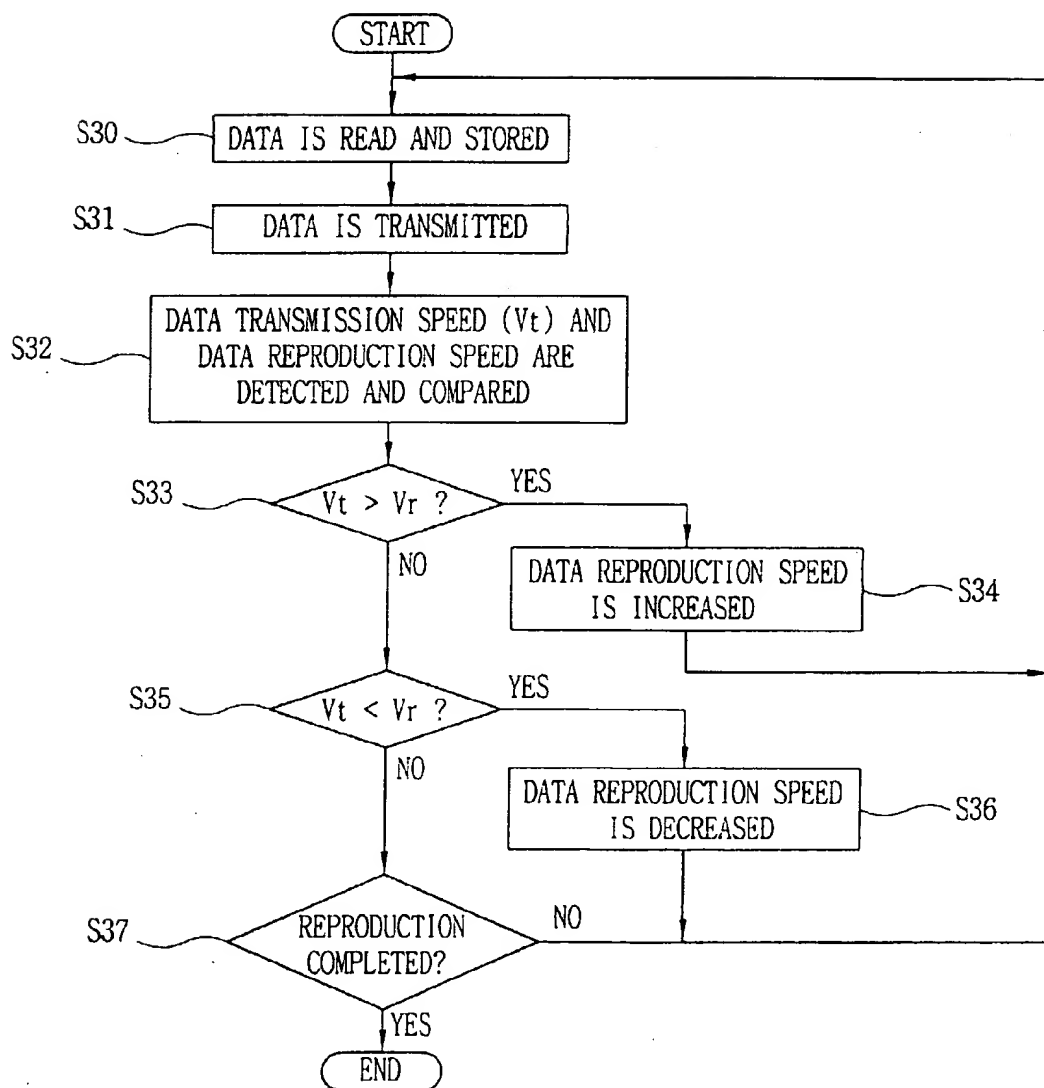 START
S30
DATA IS READ AND STORED
S31
DATA IS TRANSMITTED
S32
DATA TRANSMISSION SPEED (Vt) AND
DATA REPRODUCTION SPEED ARE
DETECTED AND COMPARED
S33
Vt > Vr ?
YES
NO
DATA REPRODUCTION SPEED
IS INCREASED
S34
S35
Vt < Vr ?
YES
NO
DATA REPRODUCTION SPEED
IS DECREASED
S36
S37
REPRODUCTION
COMPLETED?
NO
YES
END